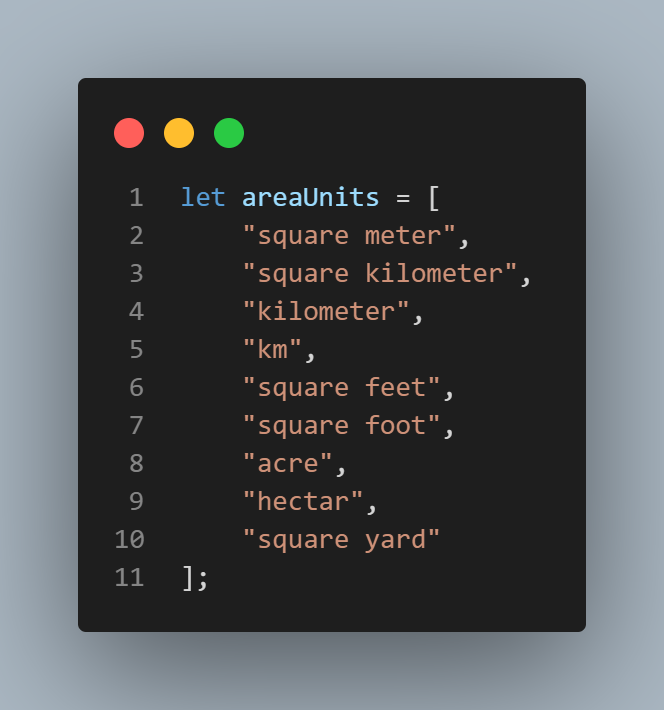 1 let areaUnits = [
2     "square meter",
3     "square kilometer",
4     "kilometer",
5     "km",
6     "square feet",
7     "square foot",
8     "acre",
9     "hectar",
10     "square yard"
11 ];